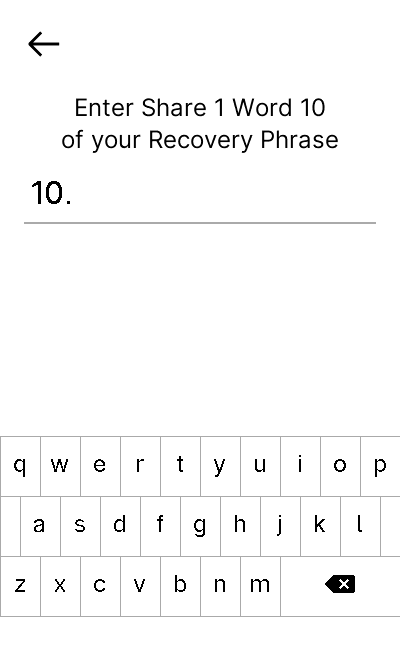 Enter Share 1 Word 10
of your Recovery Phrase
10.
q w e r t y u i o p
a s d f g h j k l
z x c v b n m